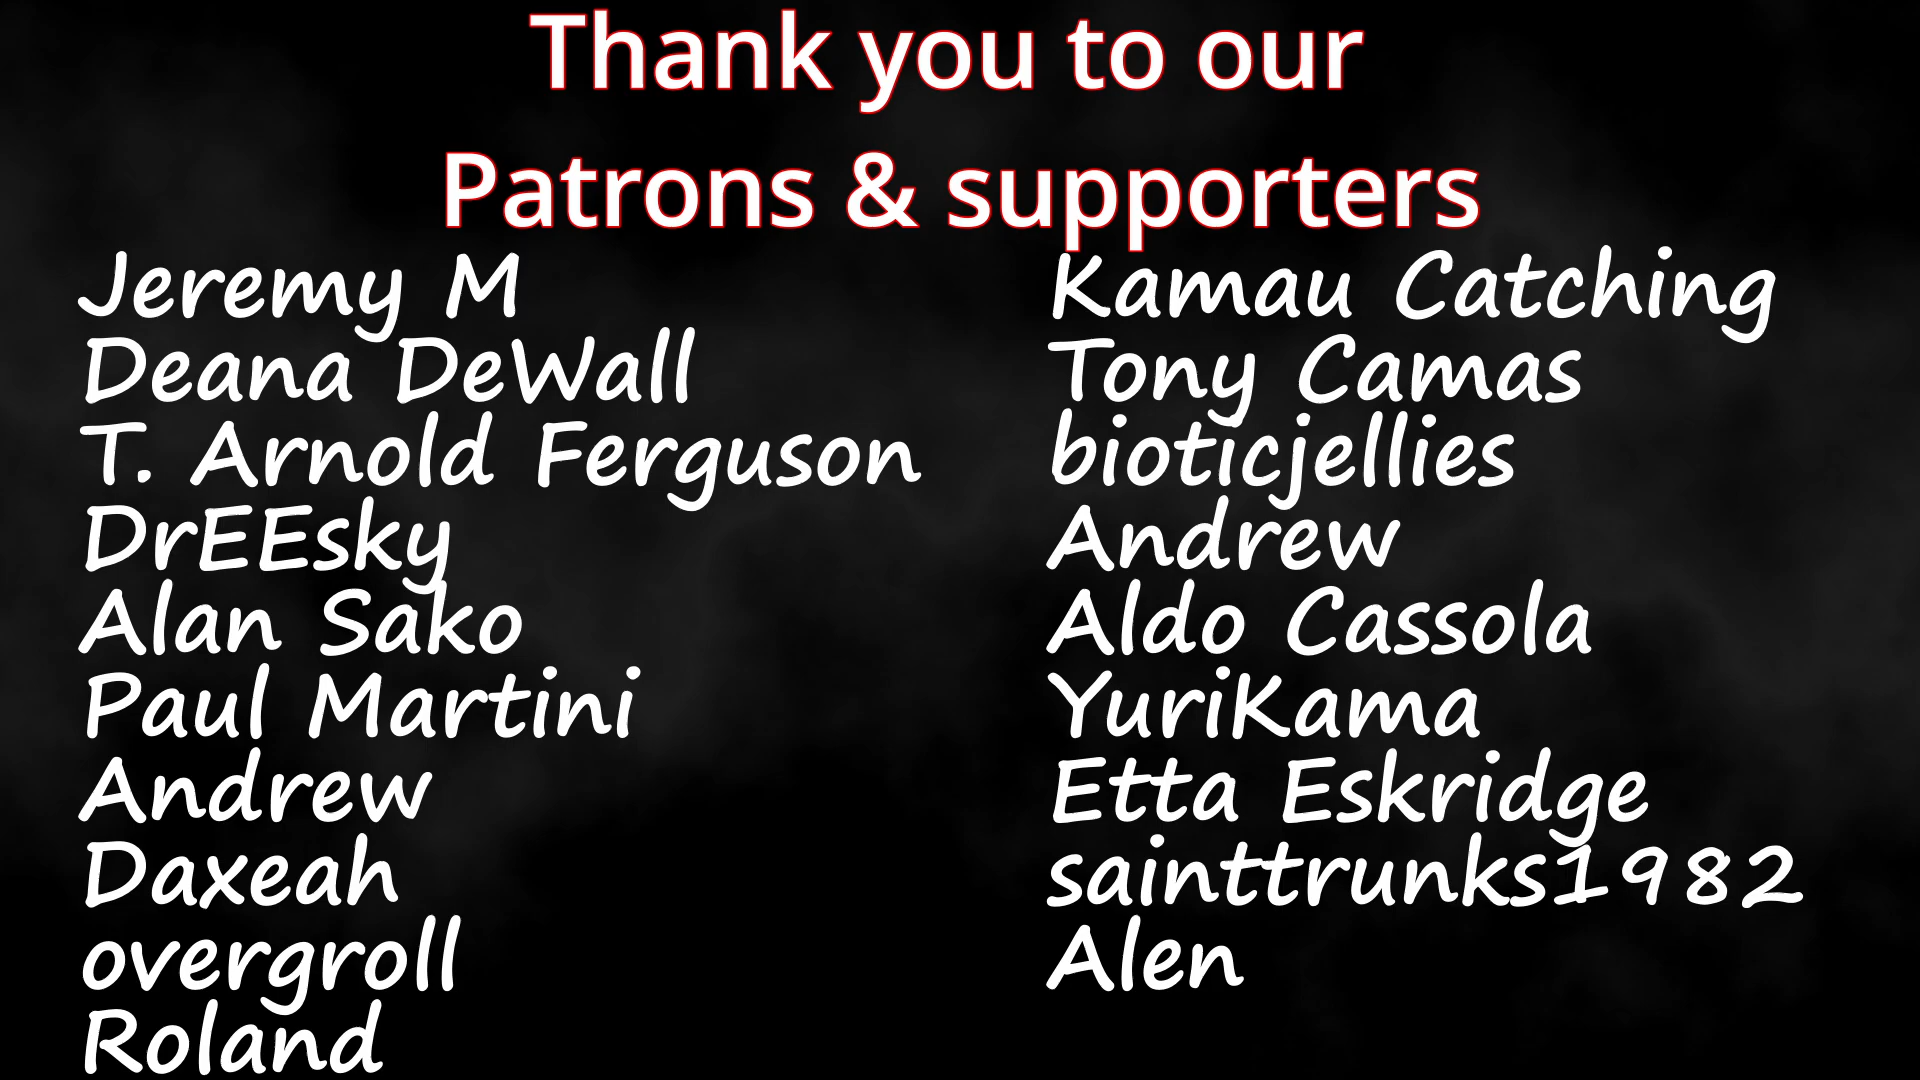 Thank you to our
Patrons & supporters
Jeremy M
Deana DeWall
T. Arnold Ferguson
DrEEsky
Alan Sako
Paul Martini
Andrew
Daxeah
overgroll
Roland
Kamau Catching
Tony Camas
bioticjellies
Andrew
Aldo Cassola
YuriKama
Etta Eskridge
sainttrunks1982
Alen